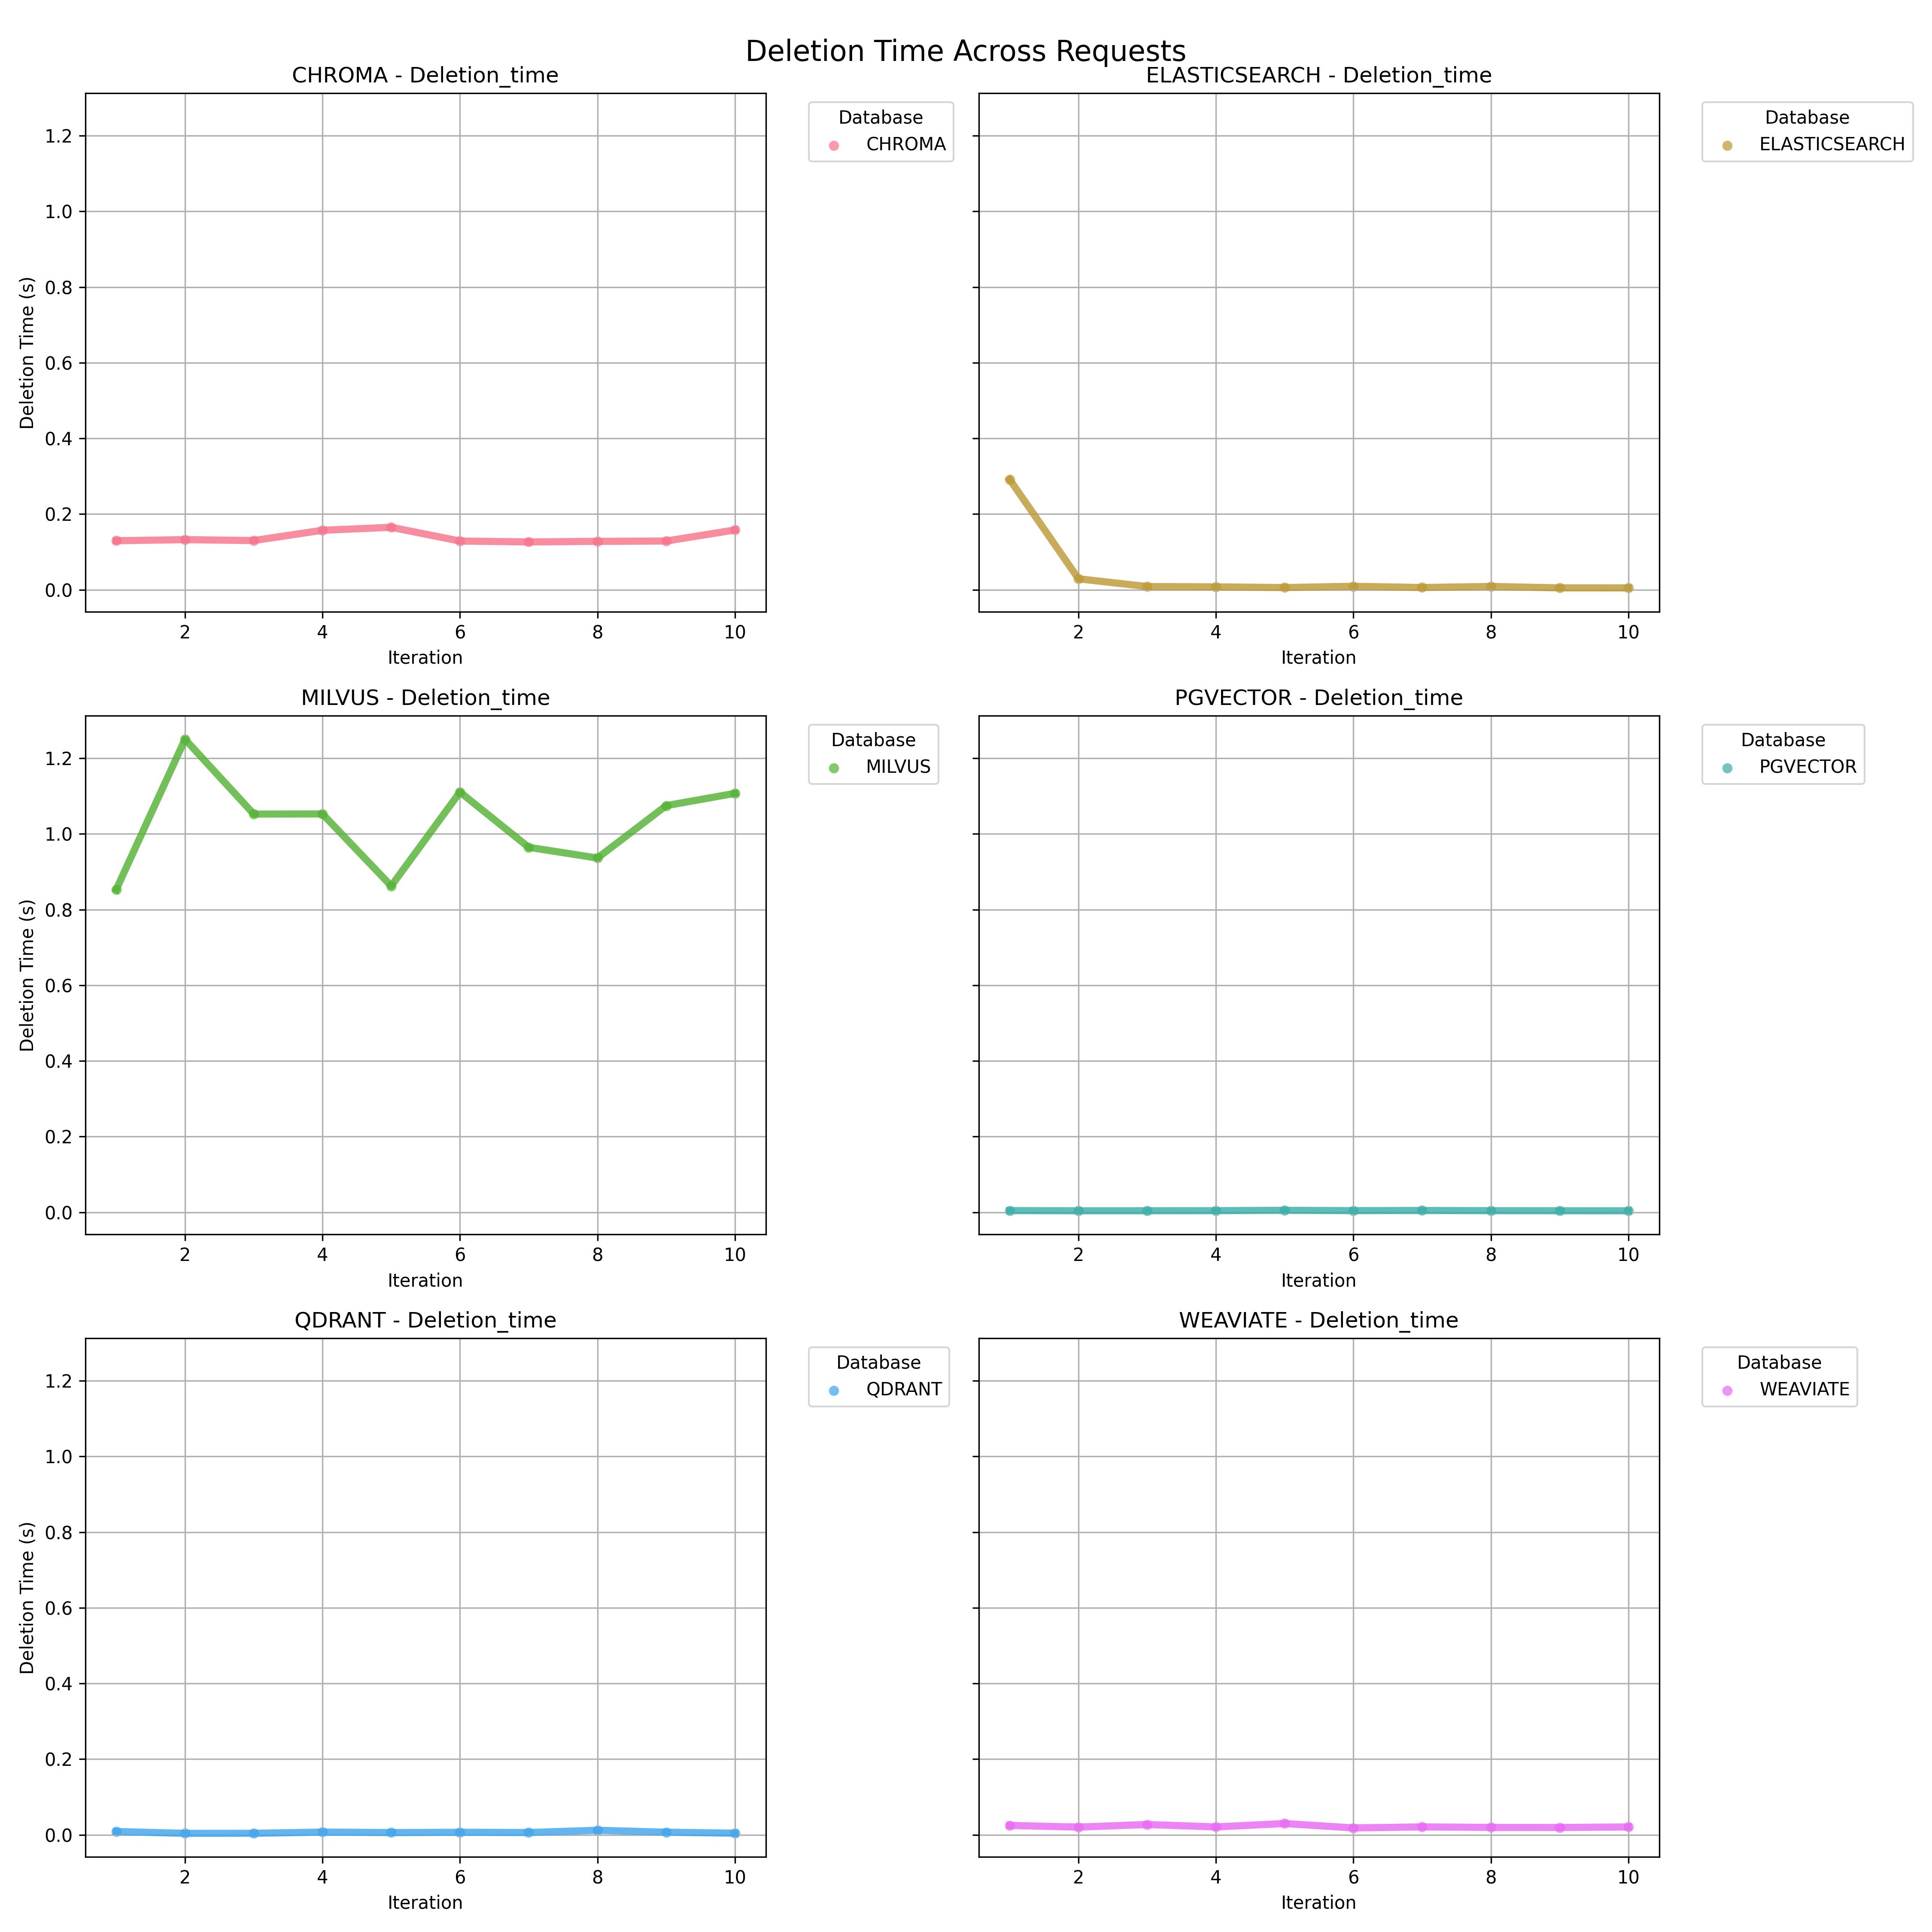 Deletion Time Across Requests
CHROMA - Deletion_time
1.2
1.0
0.8
0.6
0.4
0.2
0.0
Deletion Time (s)
2 4 6 8 10
Iteration
Database
CHROMA
ELASTICSEARCH - Deletion_time
2 4 6 8 10
Iteration
Database
ELASTICSEARCH
MILVUS - Deletion_time
1.2
1.0
0.8
0.6
0.4
0.2
0.0
Deletion Time (s)
2 4 6 8 10
Iteration
Database
MILVUS
PGVECTOR - Deletion_time
2 4 6 8 10
Iteration
Database
PGVECTOR
QDRANT - Deletion_time
1.2
1.0
0.8
0.6
0.4
0.2
0.0
Deletion Time (s)
2 4 6 8 10
Iteration
Database
QDRANT
WEAVIATE - Deletion_time
2 4 6 8 10
Iteration
Database
WEAVIATE